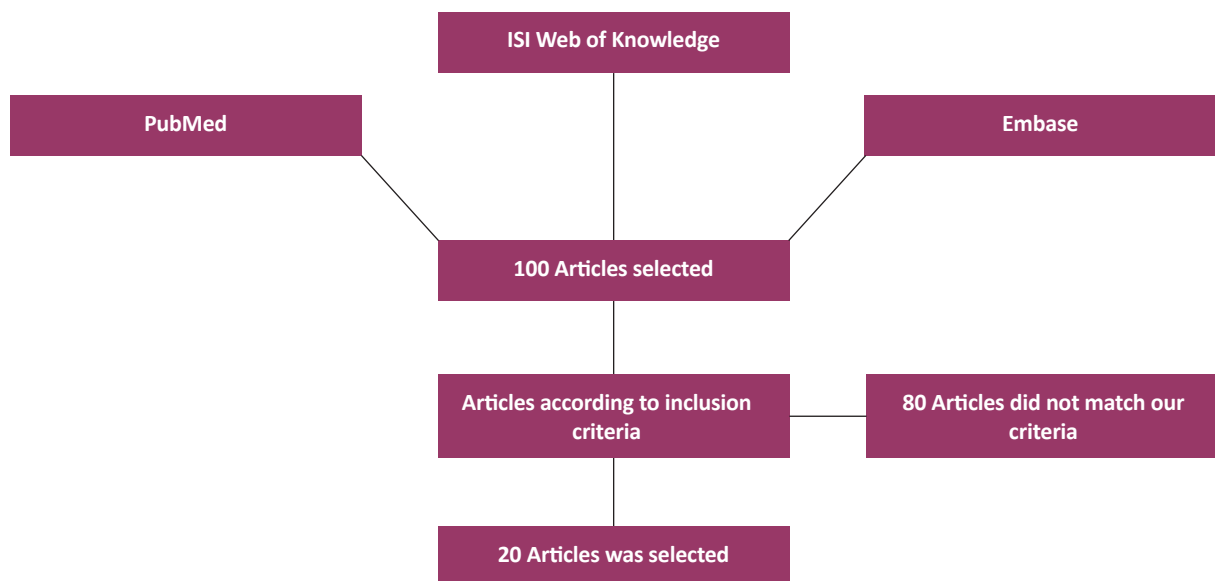 ISI Web of Knowledge
PubMed
Embase
100 Articles selected
Articles according to inclusion
criteria
80 Articles did not match our
criteria
20 Articles was selected